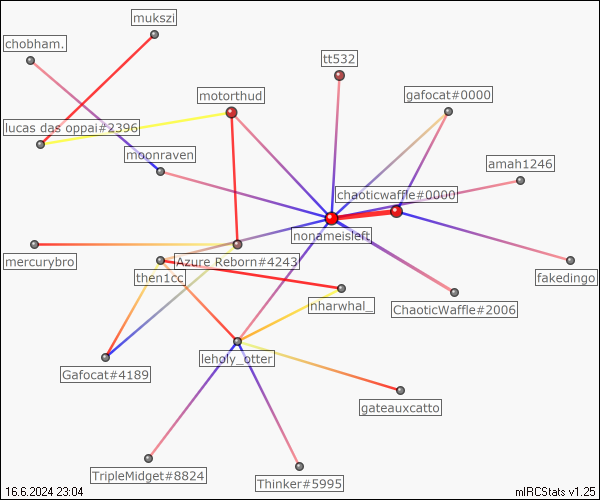 mukszi
chobham.
tt532
motorthud
gafocat#0000
lucas das oppai#2396
moonraven
amah1246
chaoticwaffle#0000
nonameisleft
mercurybro
Azure Reborn#4243
then1cc
fakedingo
nharwhal_
ChaoticWaffle#2006
leholy_otter
Gafocat#4189
gateauxcatto
TripleMidget#8824
Thinker#5995
16.6.2024 23:04
mIRCStats v1.25